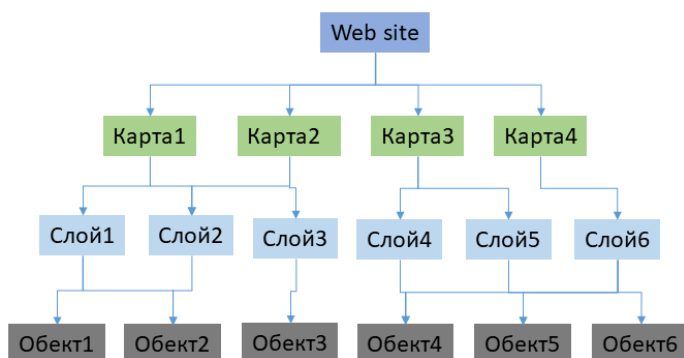 Web site
Карта1
Карта2
Карта3
Карта4
Слой1
Слой2
Слой3
Слой4
Слой5
Слой6
Обект1
Обект2
Обект3
Обект4
Обект5
Обект6